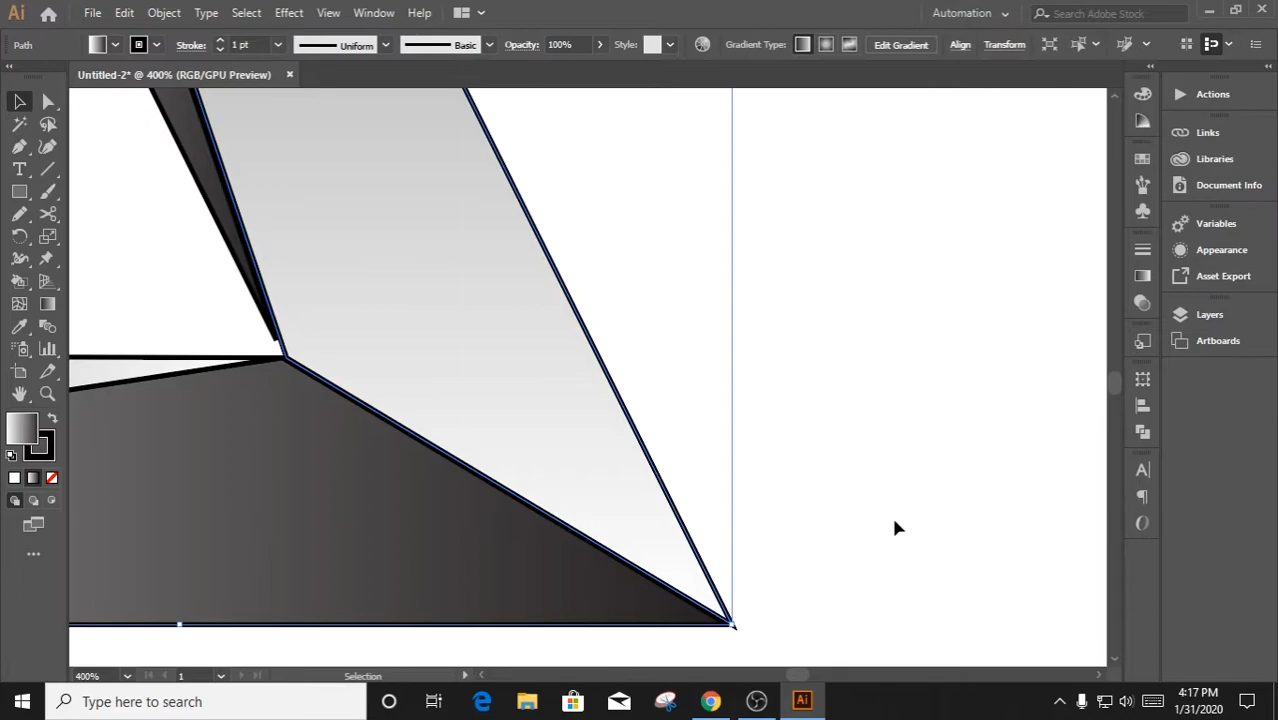 Ai File Edit Object Type Select Effect View Window Help Automation Search Adobe Stock
Path Stroke: 1 pt Uniform Basic Opacity: 100% Style: Gradient Type: Edit Gradient Align Transform
Untitled-2* @ 400% (RGB/GPU Preview)
Actions
Links
Libraries
Document Info
Variables
Appearance
Asset Export
Layers
Artboards
400% 1 Selection
Type here to search
Ai
4:17 PM
1/31/2020